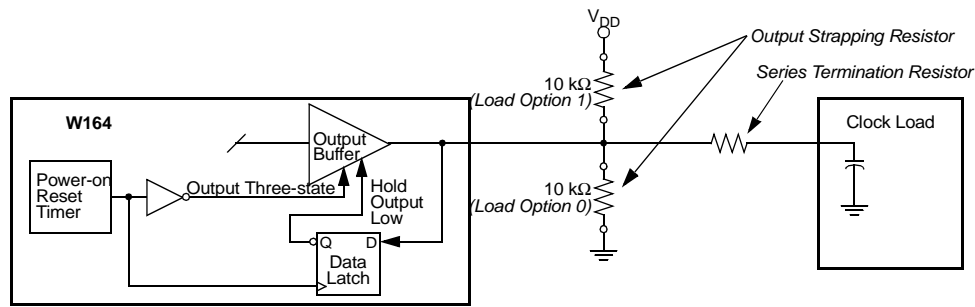 VDD
Output Strapping Resistor
Series Termination Resistor
10 kΩ
(Load Option 1)
W164
Output
Buffer
Clock Load
Power-on
Reset
Timer
Output Three-state
Hold
Output
Low
10 kΩ
(Load Option 0)
Q
D
Data
Latch